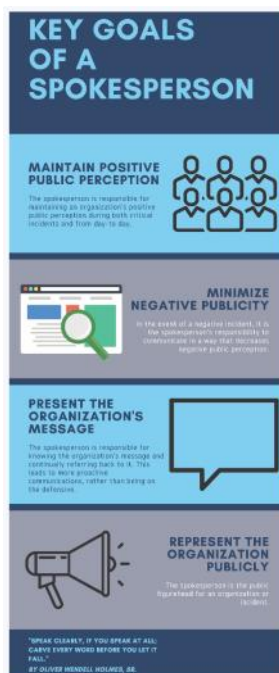 KEY GOALS
OF A
SPOKESPERSON
MAINTAIN POSITIVE
PUBLIC PERCEPTION
The spokesperson is responsible for
maintaining an organization's positive
public perception during both critical
incidents and from day-to day.
MINIMIZE
NEGATIVE PUBLICITY
In the event of a negative incident, it is
the spokesperson's responsibility to
communicate in a way that decreases
negative public perception.
PRESENT THE
ORGANIZATION'S
MESSAGE
The spokesperson is responsible for
knowing the organization's message and
continually referring back to it. This
leads to more proactive
communications, rather than being on
the defensive.
REPRESENT THE
ORGANIZATION
PUBLICLY
The spokesperson is the public
figurehead for an organization or
incident.
"SPEAK CLEARLY, IF YOU SPEAK AT ALL;
CARVE EVERY WORD BEFORE YOU LET IT
FALL."
BY OLIVER WENDELL HOLMES, SR.